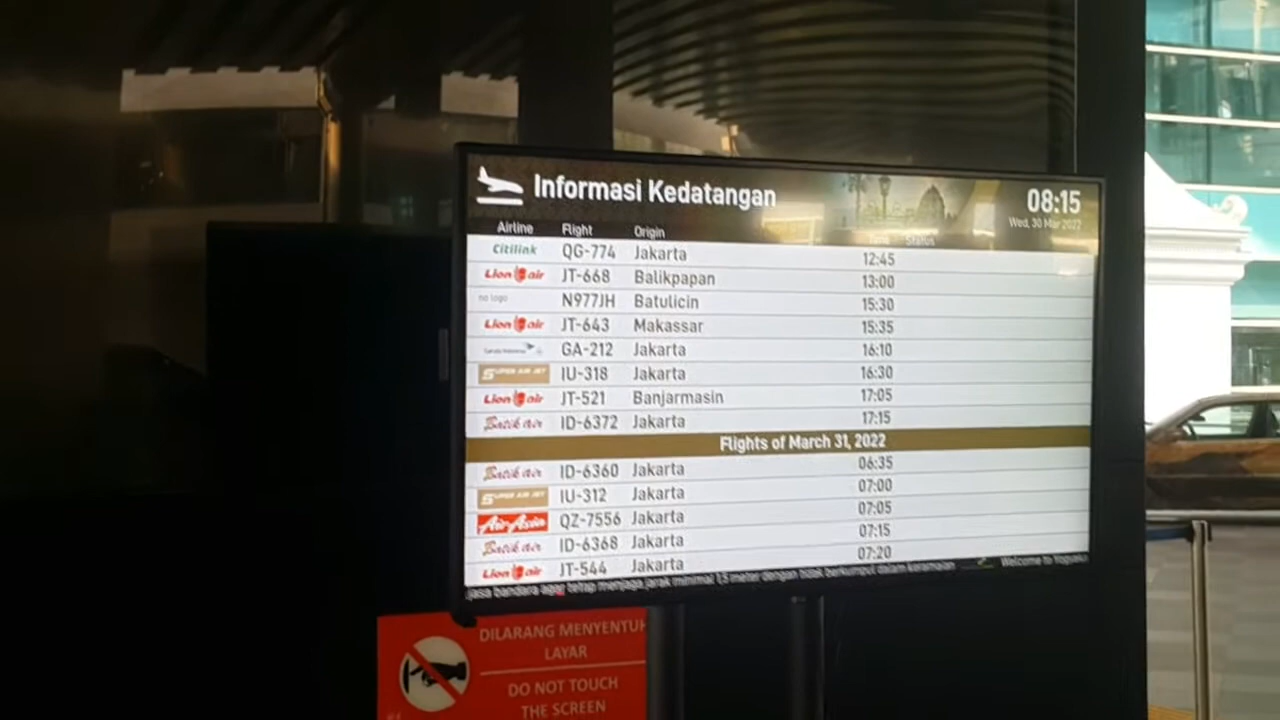 Informasi Kedatangan
08:15
Wed, 30 Mar 2022
Airline Flight Origin Time Status
Citilink QG-774 Jakarta 12:45
Lion air JT-668 Balikpapan 13:00
no logo N977JH Batulicin 15:30
Lion air JT-643 Makassar 15:35
Garuda Indonesia GA-212 Jakarta 16:10
SUPER AIR JET IU-318 Jakarta 16:30
Lion air JT-521 Banjarmasin 17:05
Batik air ID-6372 Jakarta 17:15
Flights of March 31, 2022
Batik air ID-6360 Jakarta 06:35
SUPER AIR JET IU-312 Jakarta 07:00
AirAsia QZ-7556 Jakarta 07:05
Batik air ID-6368 Jakarta 07:15
Lion air JT-544 Jakarta 07:20
jasa bandera agar tetap menjaga jarak minimal 1,5 meter dengan tidak berkumpul dalam keramaian Welcome to Yogyak
DILARANG MENYENTUH
LAYAR
DO NOT TOUCH
THE SCREEN